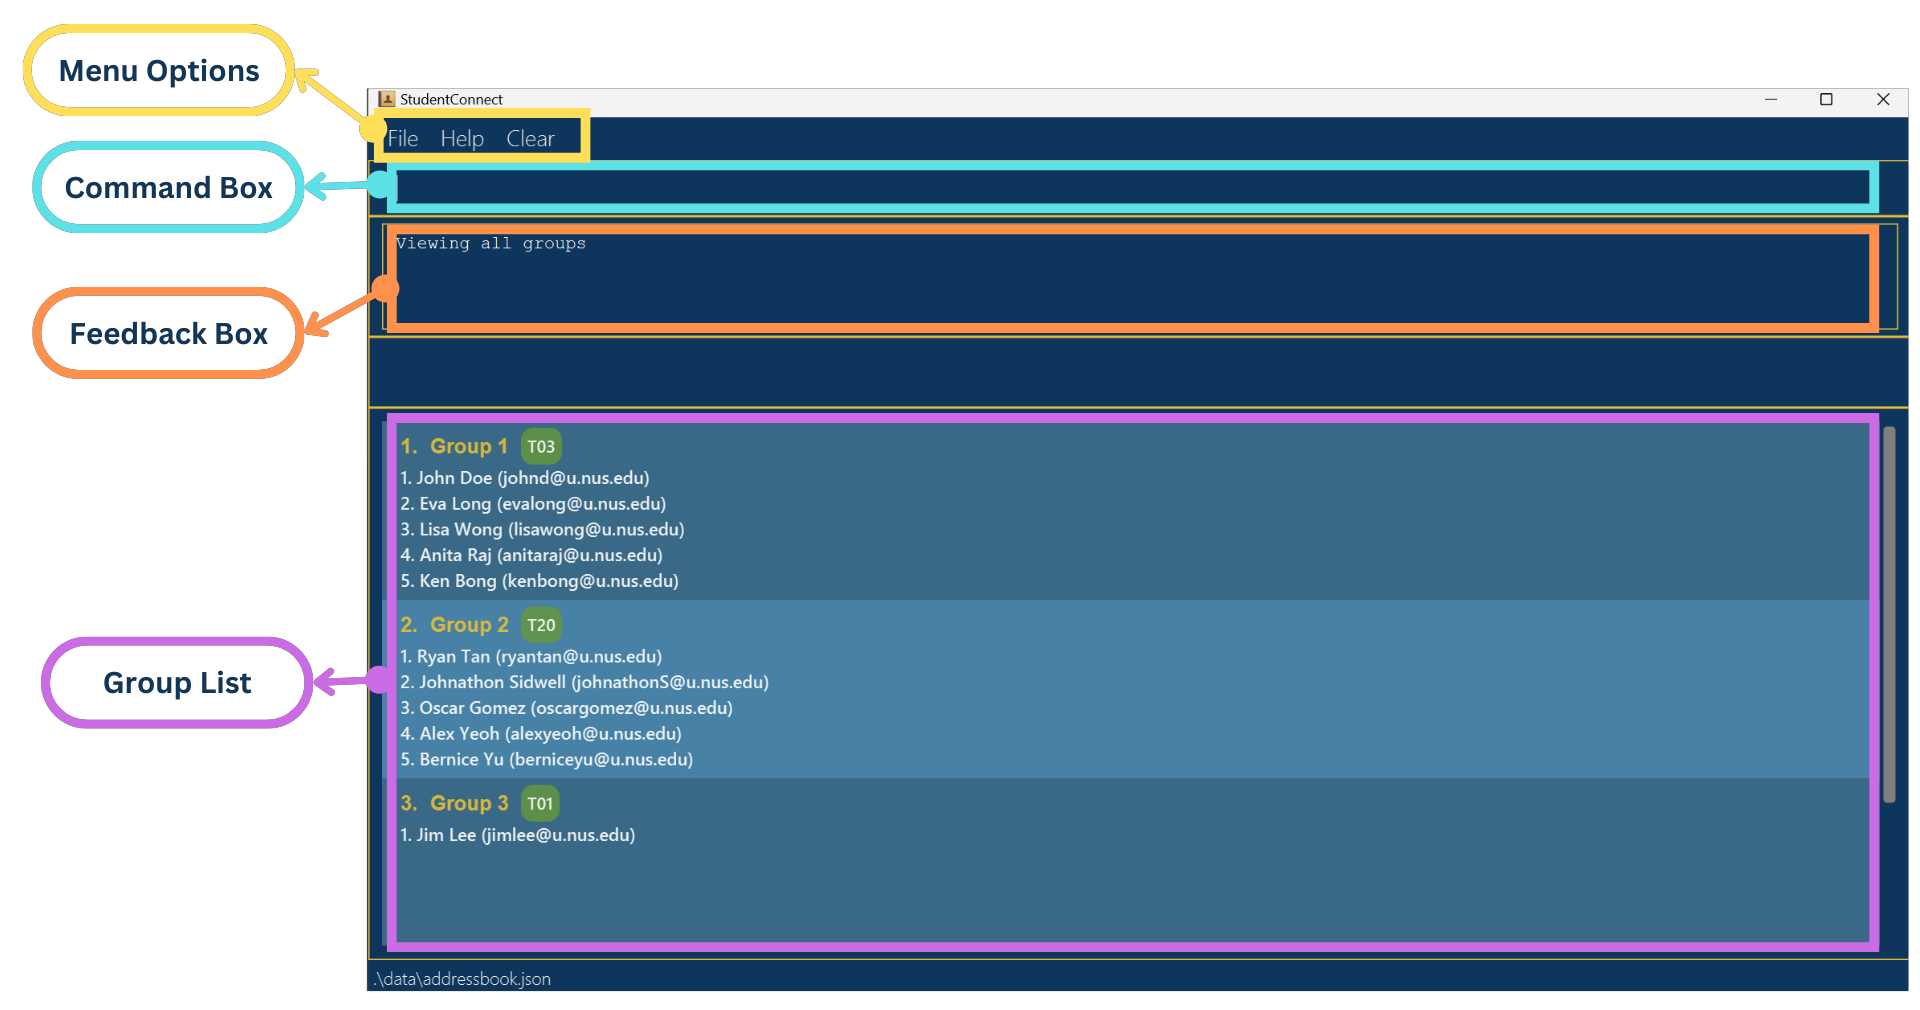 Menu Options
StudentConnect
File Help Clear
Command Box
Viewing all groups
Feedback Box
1. Group 1 T03
1. John Doe (johnd@u.nus.edu)
2. Eva Long (evalong@u.nus.edu)
3. Lisa Wong (lisawong@u.nus.edu)
4. Anita Raj (anitaraj@u.nus.edu)
5. Ken Bong (kenbong@u.nus.edu)
2. Group 2 T20
1. Ryan Tan (ryantan@u.nus.edu)
2. Johnathon Sidwell (johnathonS@u.nus.edu)
3. Oscar Gomez (oscargomez@u.nus.edu)
4. Alex Yeoh (alexyeoh@u.nus.edu)
5. Bernice Yu (berniceyu@u.nus.edu)
Group List
3. Group 3 T01
1. Jim Lee (jimlee@u.nus.edu)
.\data\addressbook.json